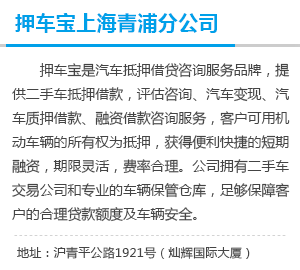 押车宝上海青浦分公司
押车宝是汽车抵押借贷咨询服务品牌，提
供二手车抵押借款，评估咨询、汽车变现、汽
车质押借款、融资借款咨询服务，客户可用机
动车辆的所有权为抵押，获得便利快捷的短期
融资，期限灵活，费率合理。公司拥有二手车
交易公司和专业的车辆保管仓库，足够保障客
户的合理贷款额度及车辆安全。
地址：沪青平公路1921号（灿辉国际大厦）